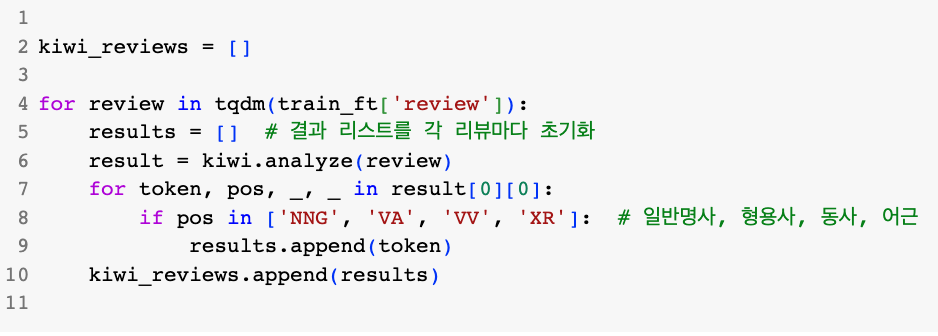 1
2 kiwi_reviews = []
3
4 for review in tqdm(train_ft['review']):
5     results = []  # 결과 리스트를 각 리뷰마다 초기화
6     result = kiwi.analyze(review)
7     for token, pos, _, _ in result[0][0]:
8         if pos in ['NNG', 'VA', 'VV', 'XR']:  # 일반명사, 형용사, 동사, 어근
9             results.append(token)
10     kiwi_reviews.append(results)
11